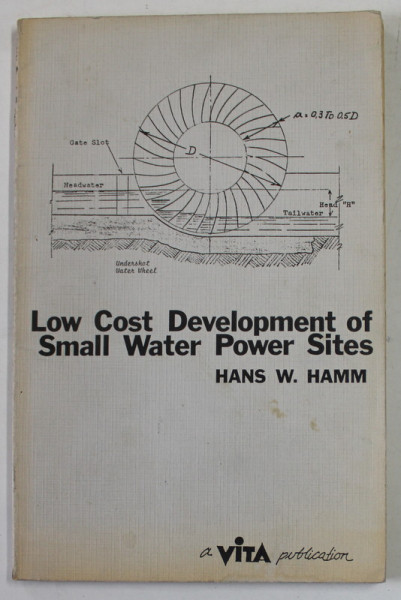 a = 0.3 To 0.5D
Gate Slot
D
Headwater
Head "H"
Tailwater
Undershot
Water Wheel
Low Cost Development of
Small Water Power Sites
HANS W. HAMM
a VITA publication